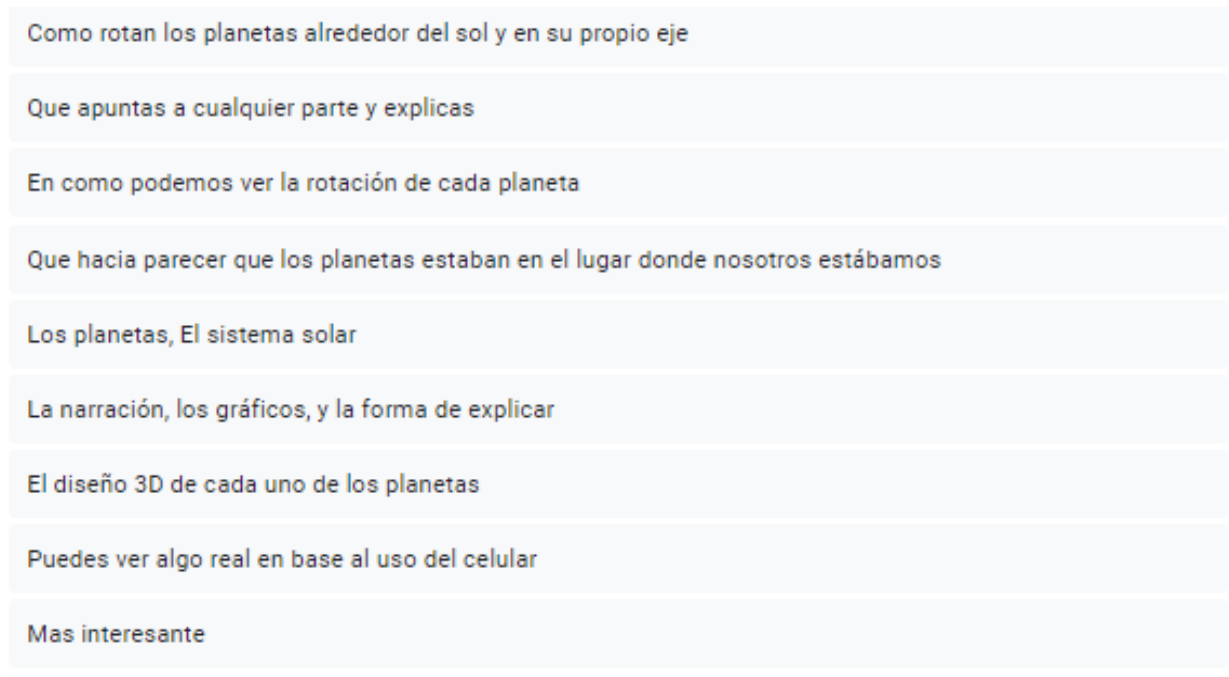 Como rotan los planetas alrededor del sol y en su propio eje
Que apuntas a cualquier parte y explicas
En como podemos ver la rotación de cada planeta
Que hacia parecer que los planetas estaban en el lugar donde nosotros estábamos
Los planetas, El sistema solar
La narración, los gráficos, y la forma de explicar
El diseño 3D de cada uno de los planetas
Puedes ver algo real en base al uso del celular
Mas interesante